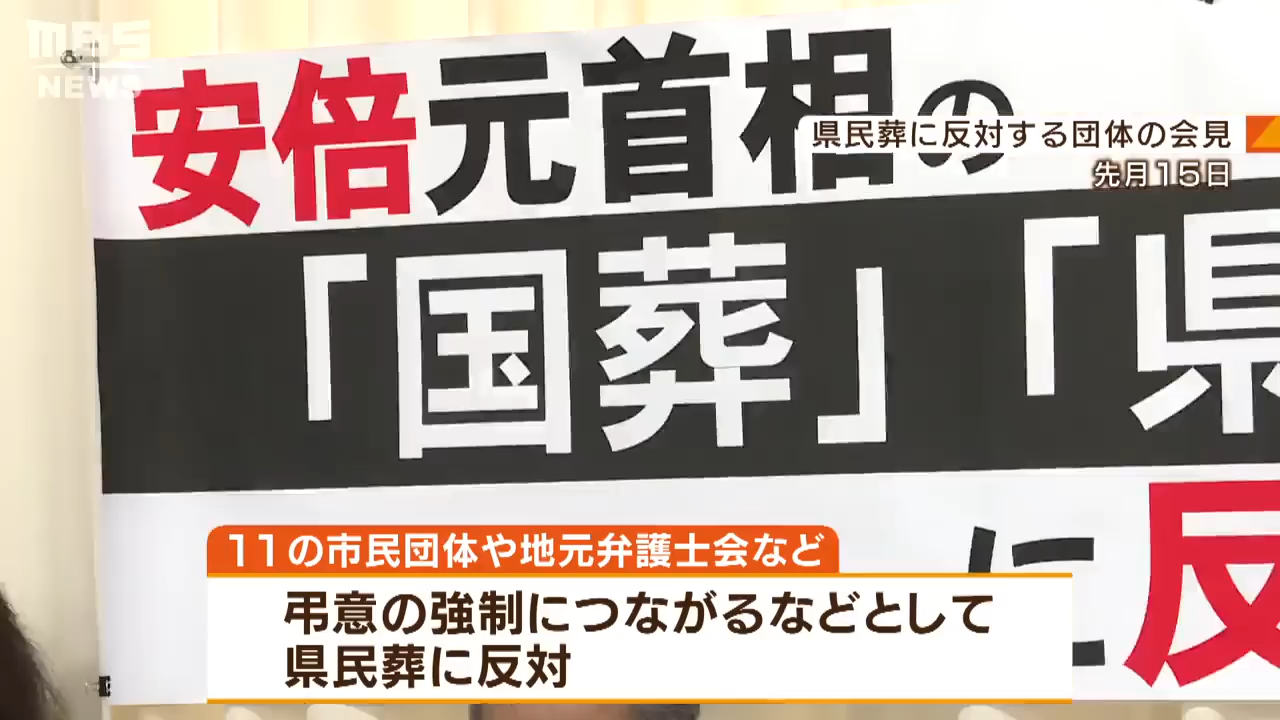 MBS
NEWS
安倍元首相の
県民葬に反対する団体の会見
先月15日
「国葬」「県
に反
11の市民団体や地元弁護士会など
弔意の強制につながるなどとして
県民葬に反対